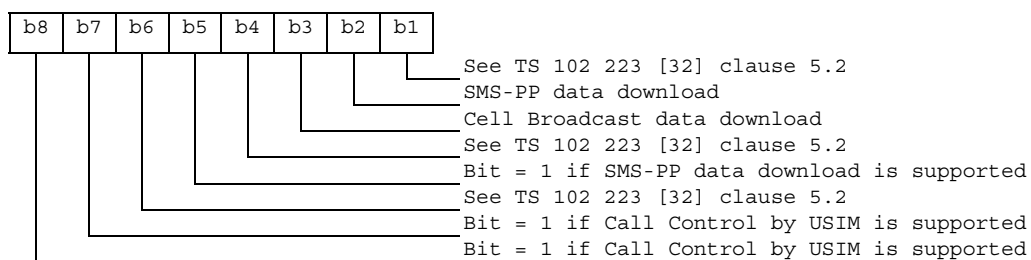 b8 b7 b6 b5 b4 b3 b2 b1
See TS 102 223 [32] clause 5.2
SMS-PP data download
Cell Broadcast data download
See TS 102 223 [32] clause 5.2
Bit = 1 if SMS-PP data download is supported
See TS 102 223 [32] clause 5.2
Bit = 1 if Call Control by USIM is supported
Bit = 1 if Call Control by USIM is supported